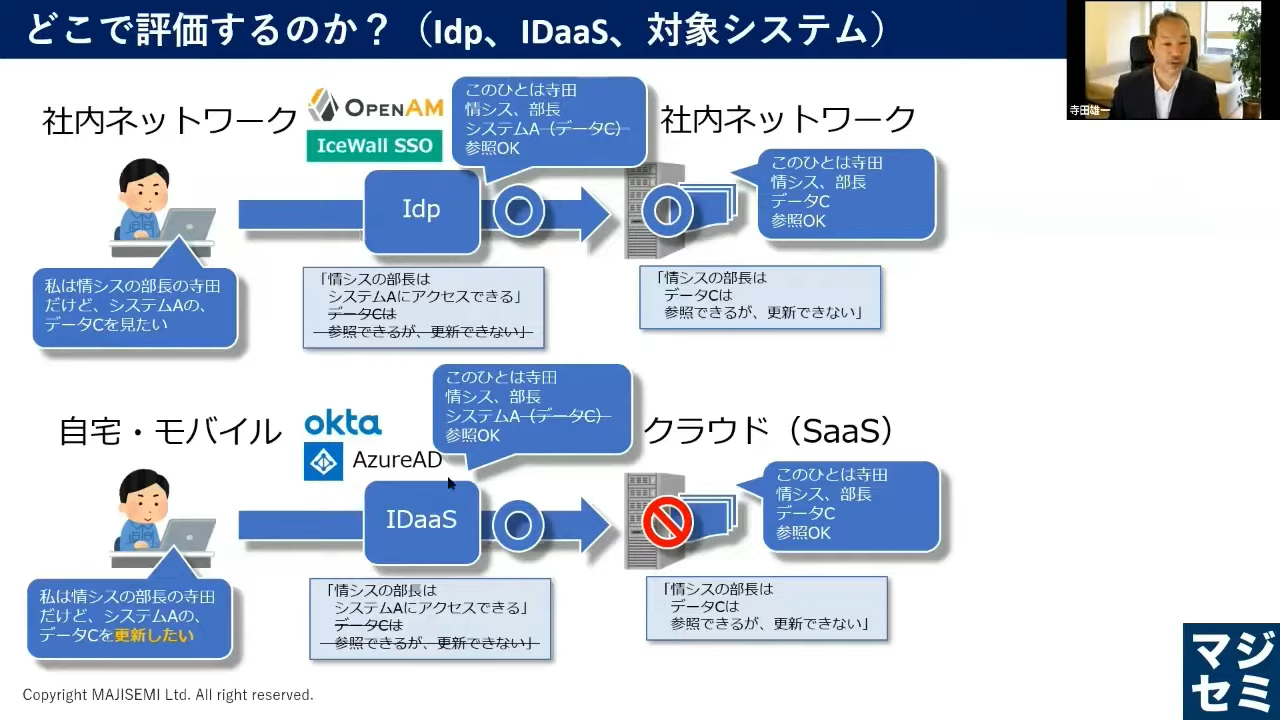 どこで評価するのか？（Idp、IDaaS、対象システム）
寺田雄一
社内ネットワーク
OPENAM
IceWall SSO
このひとは寺田
情シス、部長
システムA（データC）
参照OK
社内ネットワーク
このひとは寺田
情シス、部長
データC
参照OK
Idp
私は情シスの部長の寺田
だけど、システムAの、
データCを見たい
「情シスの部長は
システムAにアクセスできる」
データCは
参照できるが、更新できない」
「情シスの部長は
データCは
参照できるが、更新できない」
自宅・モバイル
okta
AzureAD
このひとは寺田
情シス、部長
システムA（データC）
参照OK
クラウド（SaaS）
このひとは寺田
情シス、部長
データC
参照OK
IDaaS
私は情シスの部長の寺田
だけど、システムAの、
データCを更新したい
「情シスの部長は
システムAにアクセスできる」
データCは
参照できるが、更新できない」
「情シスの部長は
データCは
参照できるが、更新できない」
マジ
セミ
Copyright MAJISEMI Ltd. All right reserved.